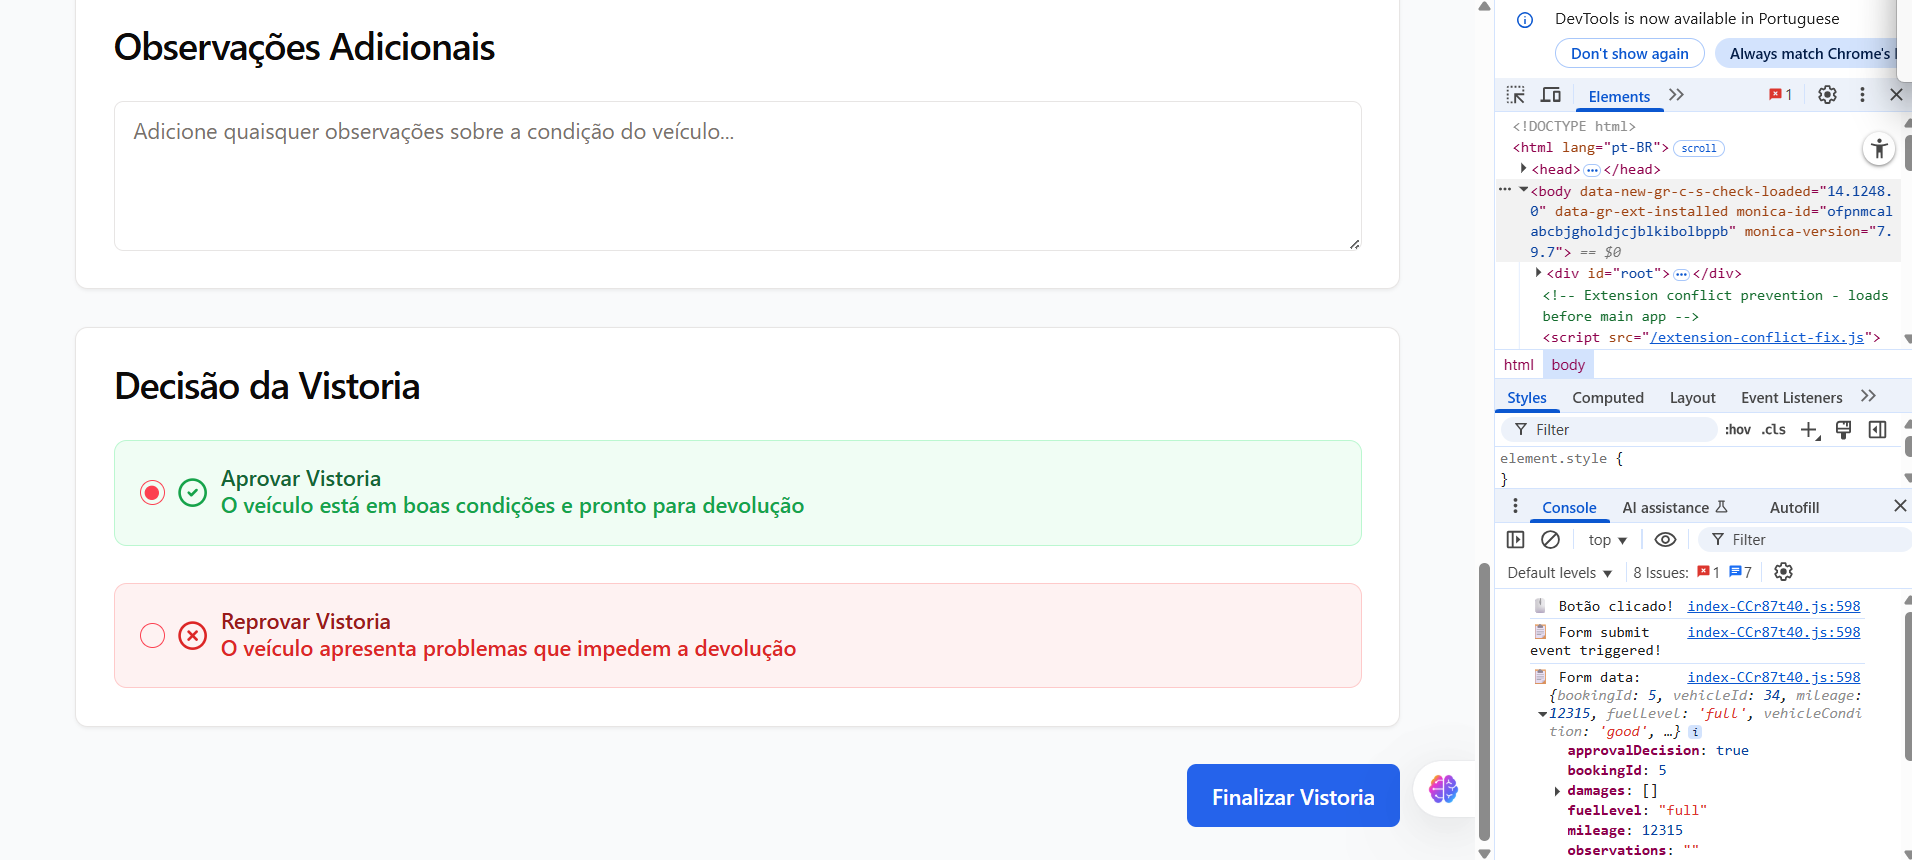 Observações Adicionais
Adicione quaisquer observações sobre a condição do veículo...
Decisão da Vistoria
Aprovar Vistoria
O veículo está em boas condições e pronto para devolução
Reprovar Vistoria
O veículo apresenta problemas que impedem a devolução
Finalizar Vistoria
DevTools is now available in Portuguese
Don't show again
Always match Chrome's
Elements
1
<!DOCTYPE html>
<html lang="pt-BR"> scroll
<head> ••• </head>
••• <body data-new-gr-c-s-check-loaded="14.1248.
0" data-gr-ext-installed monica-id="ofpnmcal
abcbjgholdjcjblkibolbppb" monica-version="7.
9.7"> == $0
<div id="root"> ••• </div>
<!-- Extension conflict prevention - loads
before main app -->
<script src="/extension-conflict-fix.js">
html body
Styles Computed Layout Event Listeners
Filter :hov .cls
element.style {
}
Console AI assistance Autofill
top Filter
Default levels 8 Issues: 1 7
Botão clicado! index-CCr87t40.js:598
Form submit index-CCr87t40.js:598
event triggered!
Form data: index-CCr87t40.js:598
{bookingId: 5, vehicleId: 34, mileage:
12315, fuelLevel: 'full', vehicleCondi
tion: 'good', …} i
approvalDecision: true
bookingId: 5
damages: []
fuelLevel: "full"
mileage: 12315
observations: ""